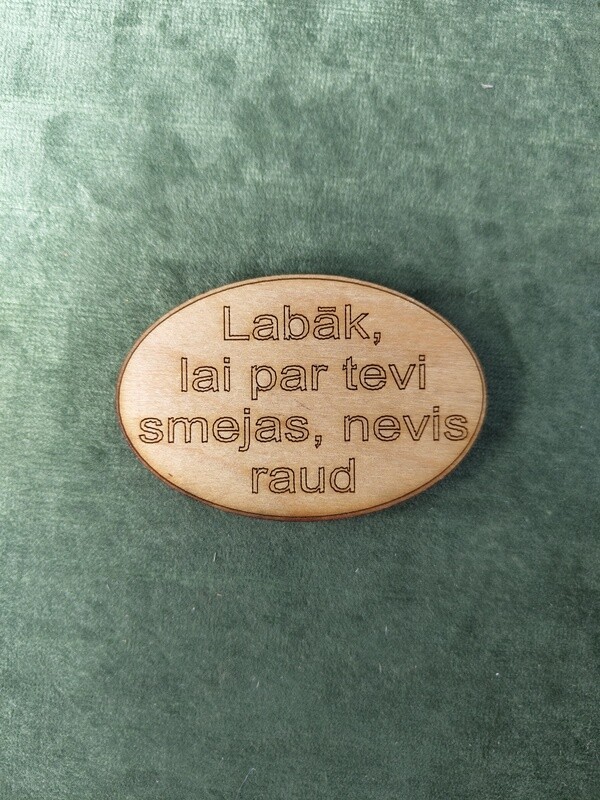 Labāk,
lai par tevi
smejas, nevis
raud